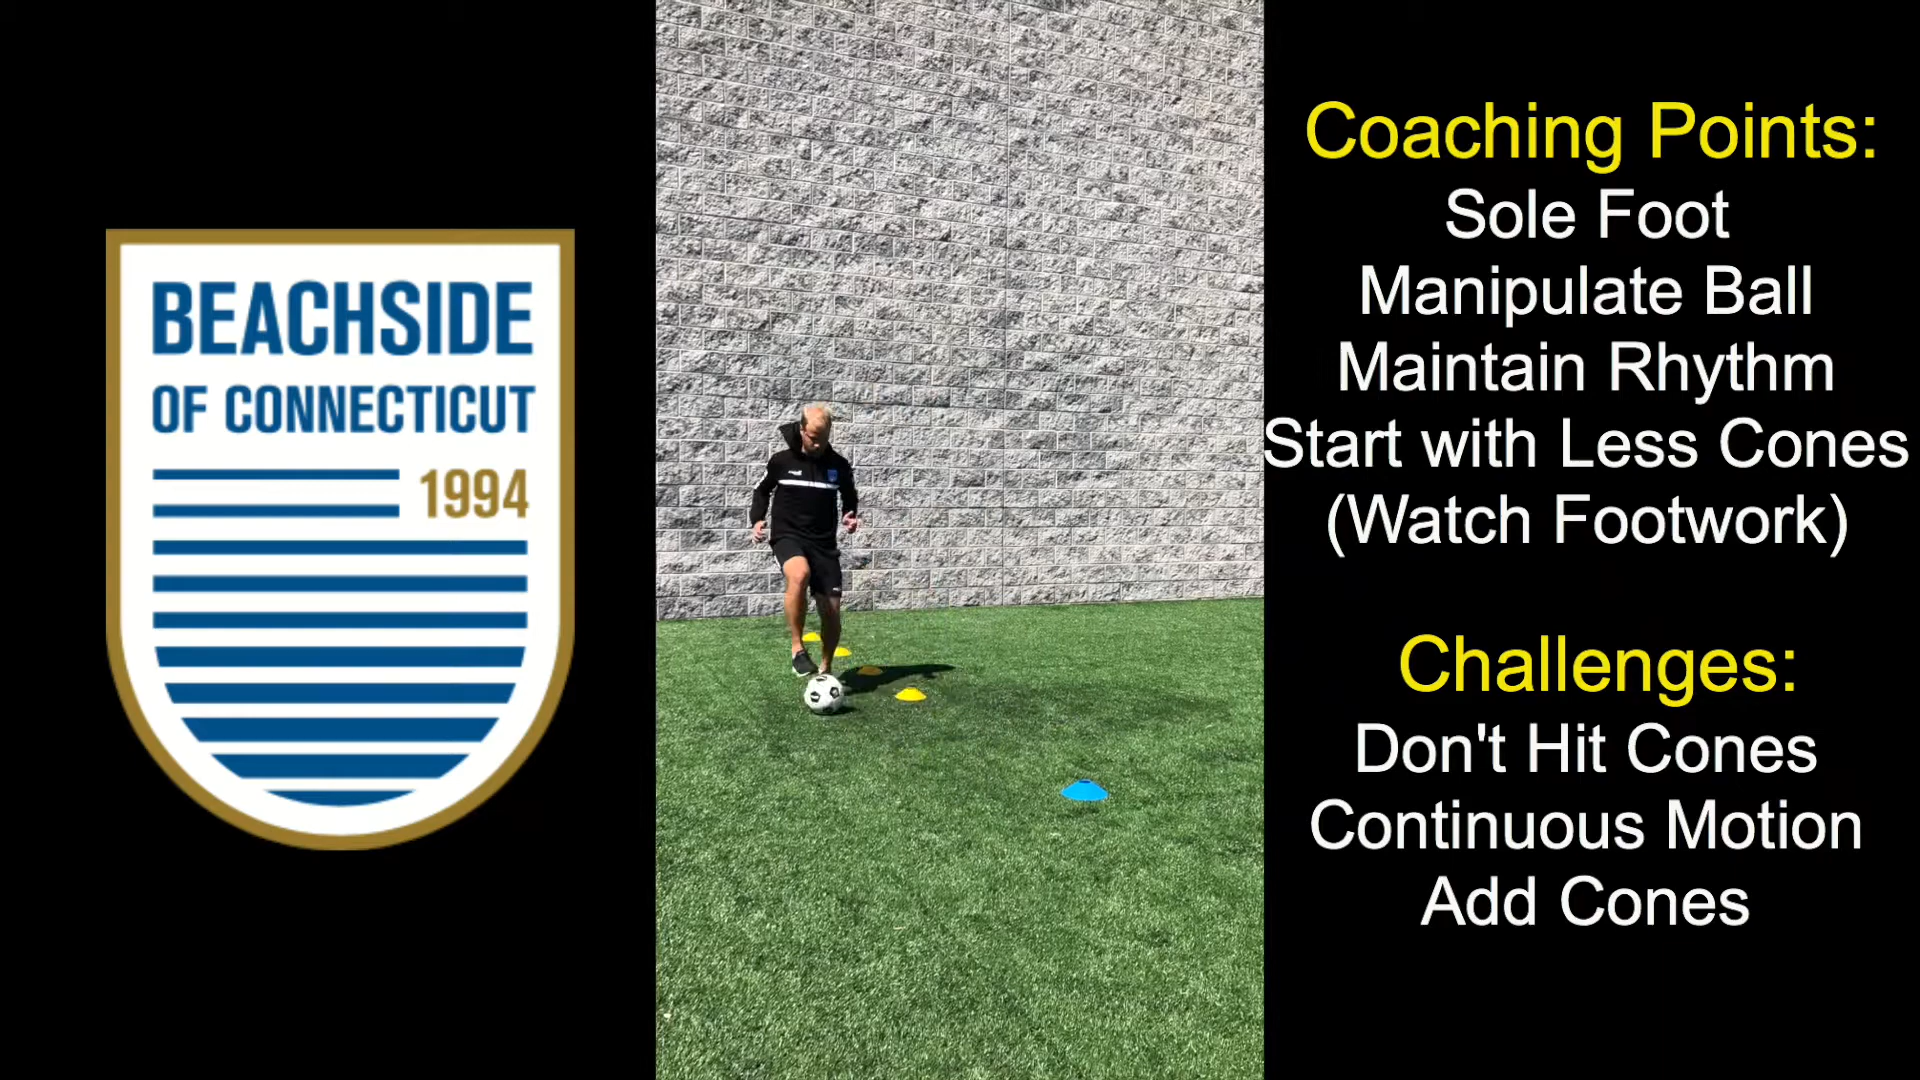 BEACHSIDE
OF CONNECTICUT
1994
Coaching Points:
Sole Foot
Manipulate Ball
Maintain Rhythm
Start with Less Cones
(Watch Footwork)
Challenges:
Don't Hit Cones
Continuous Motion
Add Cones